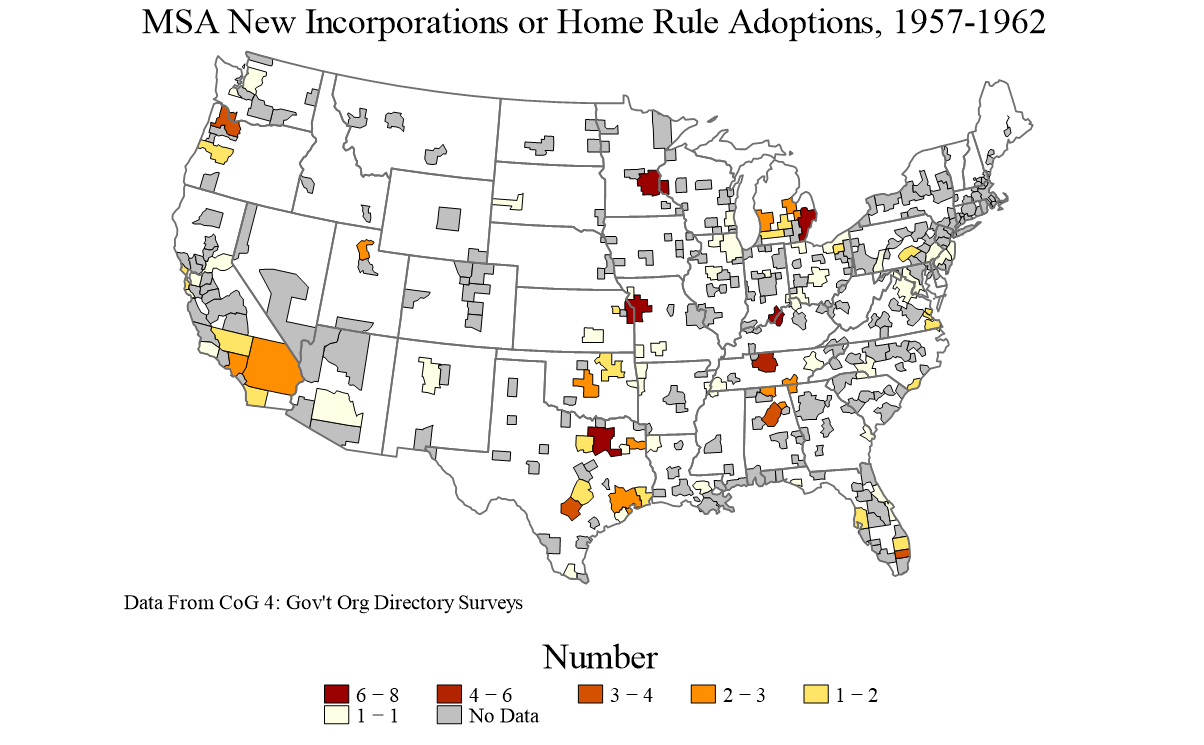 MSA New Incorporations or Home Rule Adoptions, 1957-1962
Data From CoG 4: Gov't Org Directory Surveys
Number
6 − 8 4 − 6 3 − 4 2 − 3 1 − 2
1 − 1 No Data